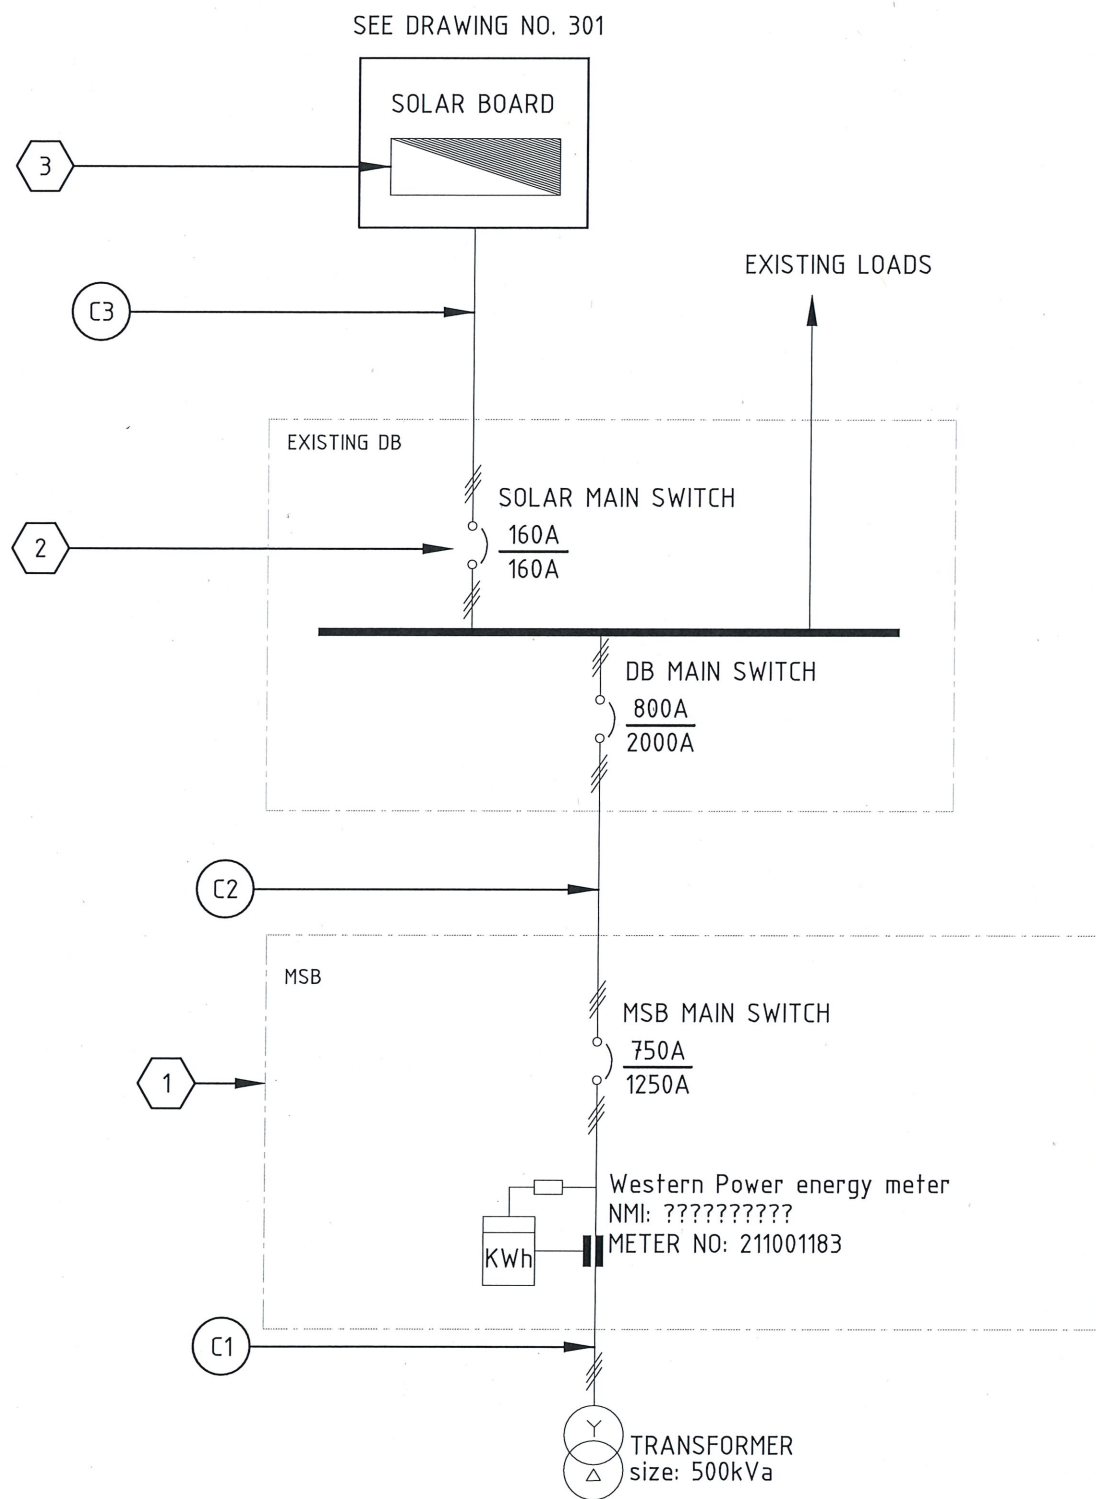 SEE DRAWING NO. 301
SOLAR BOARD
3
EXISTING LOADS
C3
EXISTING DB
SOLAR MAIN SWITCH
2
160A
160A
DB MAIN SWITCH
800A
2000A
C2
MSB
MSB MAIN SWITCH
750A
1250A
1
Western Power energy meter
NMI: ??????????
METER NO: 211001183
KWh
C1
Y
Δ
TRANSFORMER
size: 500kVa